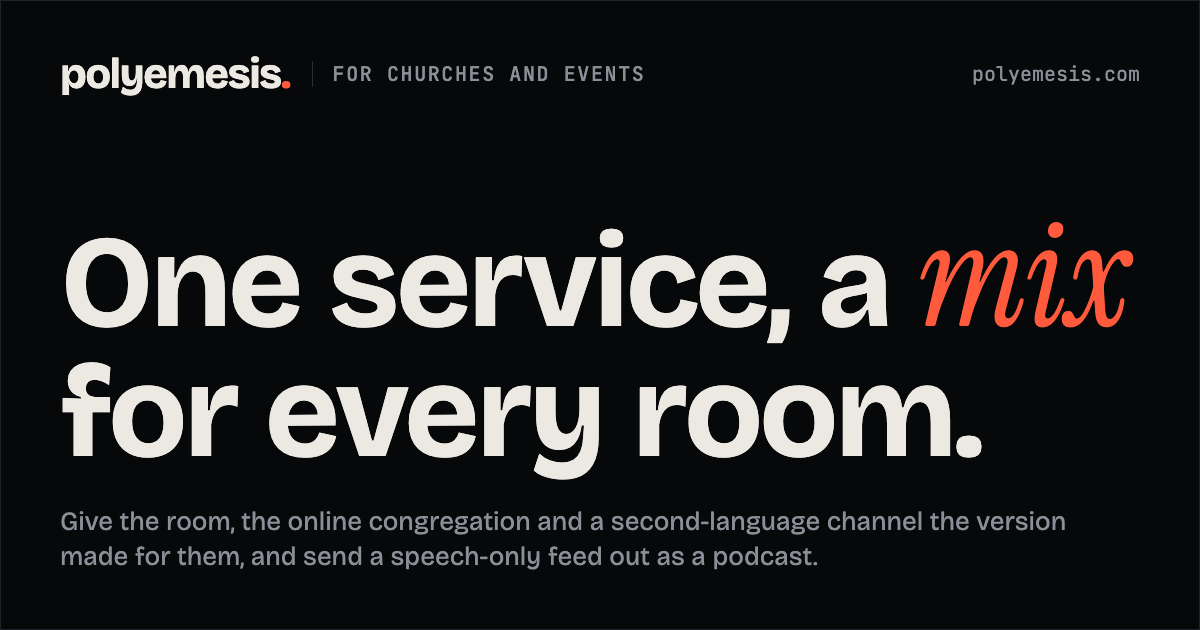 polyemesis.
FOR CHURCHES AND EVENTS
polyemesis.com
One service, a mix
for every room.
Give the room, the online congregation and a second-language channel the version
made for them, and send a speech-only feed out as a podcast.